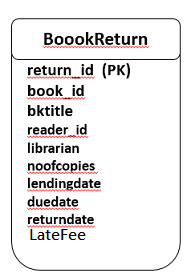 BoookReturn
return_id (PK)
book_id
bktitle
reader_id
librarian
noofcopies
lendingdate
duedate
returndate
LateFee